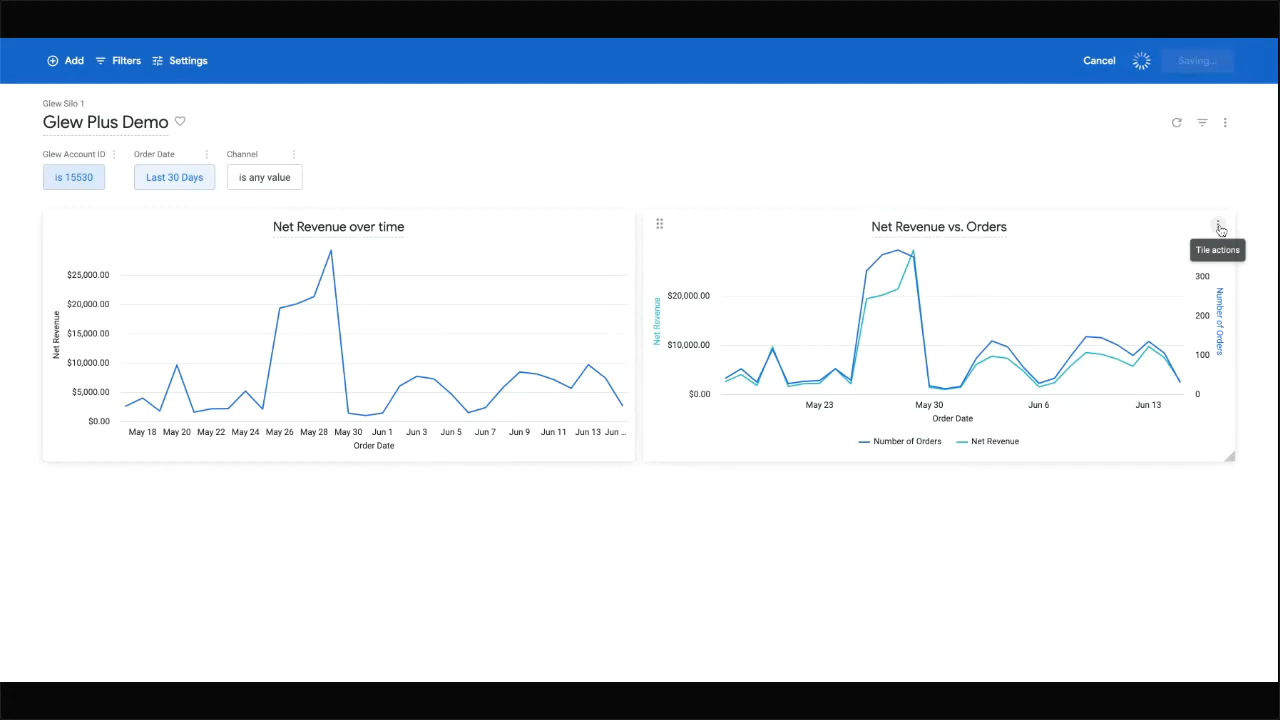 Add Filters Settings Cancel Saving...
Glew Silo 1
Glew Plus Demo
Glew Account ID Order Date Channel
is 15530 Last 30 Days is any value
Net Revenue over time
$25,000.00
$20,000.00
$15,000.00
$10,000.00
$5,000.00
$0.00
Net Revenue
May 18 May 20 May 22 May 24 May 26 May 28 May 30 Jun 1 Jun 3 Jun 5 Jun 7 Jun 9 Jun 11 Jun 13 Jun ...
Order Date
Net Revenue vs. Orders
Tile actions
$20,000.00
$10,000.00
$0.00
Net Revenue
300
200
100
0
Number of Orders
May 23 May 30 Jun 6 Jun 13
Order Date
Number of Orders Net Revenue